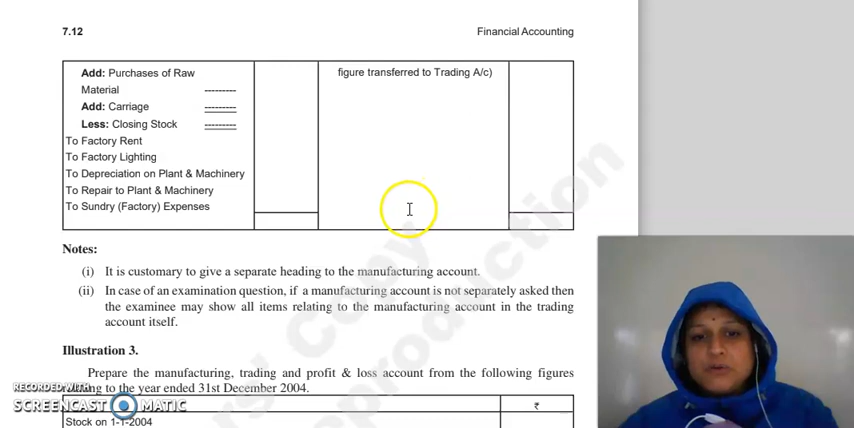 7.12 Financial Accounting
Add: Purchases of Raw figure transferred to Trading A/c)
Material ---------
Add: Carriage ---------
Less: Closing Stock ---------
To Factory Rent
To Factory Lighting
To Depreciation on Plant & Machinery
To Repair to Plant & Machinery
To Sundry (Factory) Expenses
Notes:
(i) It is customary to give a separate heading to the manufacturing account.
(ii) In case of an examination question, if a manufacturing account is not separately asked then
the examinee may show all items relating to the manufacturing account in the trading
account itself.
Illustration 3.
Prepare the manufacturing, trading and profit & loss account from the following figures
to the year ended 31st December 2004.
RECORDED WITH
SCREENCAST MATIC
₹
Stock on 1-1-2004
Copy
production